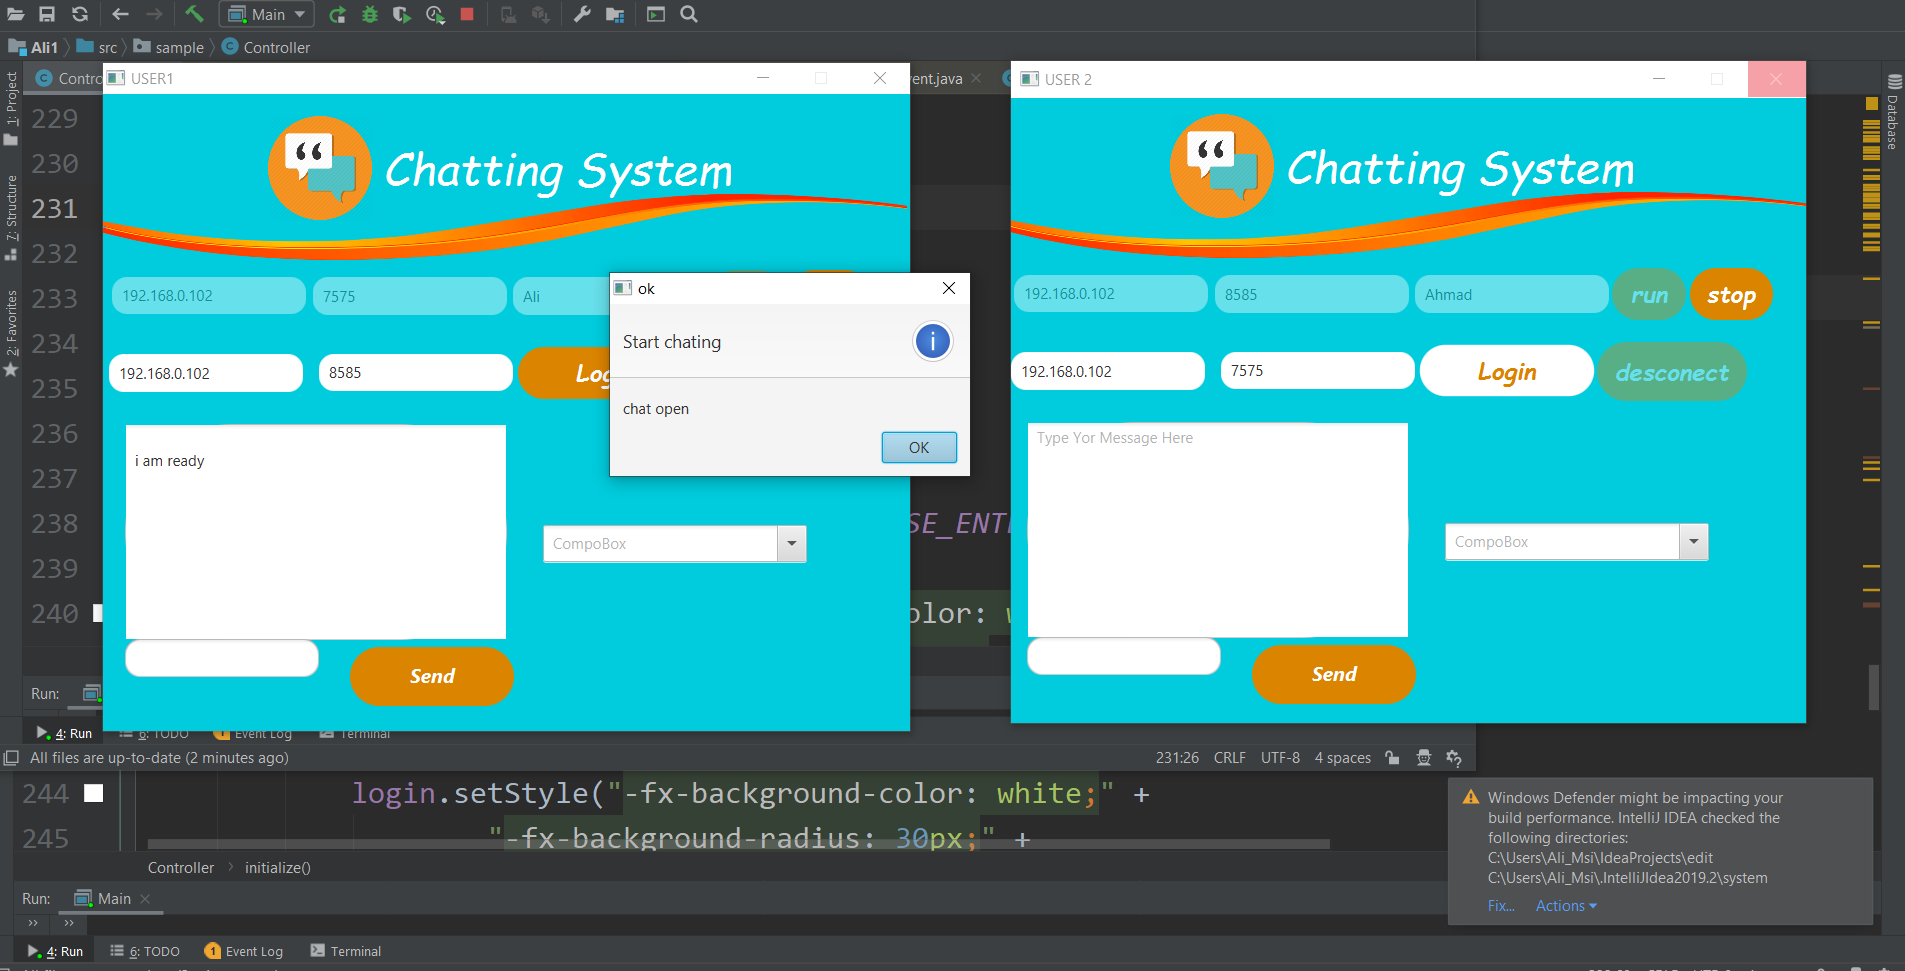 Main
Ali1 src sample Controller
USER1
vent.java
USER 2
1: Project
7: Structure
2: Favorites
Database
229
230
231
232
233
234
235
236
237
238
239
240
Chatting System
192.168.0.102 7575 Ali
192.168.0.102 8585
i am ready
CompoBox
Send
ok
Start chating
chat open
OK
Chatting System
192.168.0.102 8585 Ahmad run stop
192.168.0.102 7575 Login desconect
Type Yor Message Here
CompoBox
Send
SE_ENT
olor: w
Run:
4: Run 6: TODO Event Log Terminal
All files are up-to-date (2 minutes ago) 231:26 CRLF UTF-8 4 spaces
244 login.setStyle("-fx-background-color: white;" +
245 "-fx-background-radius: 30px;" +
Controller initialize()
Run: Main
4: Run 6: TODO 1 Event Log Terminal
Windows Defender might be impacting your
build performance. IntelliJ IDEA checked the
following directories:
C:\Users\Ali_Msi\IdeaProjects\edit
C:\Users\Ali_Msi\.IntelliJIdea2019.2\system
Fix... Actions